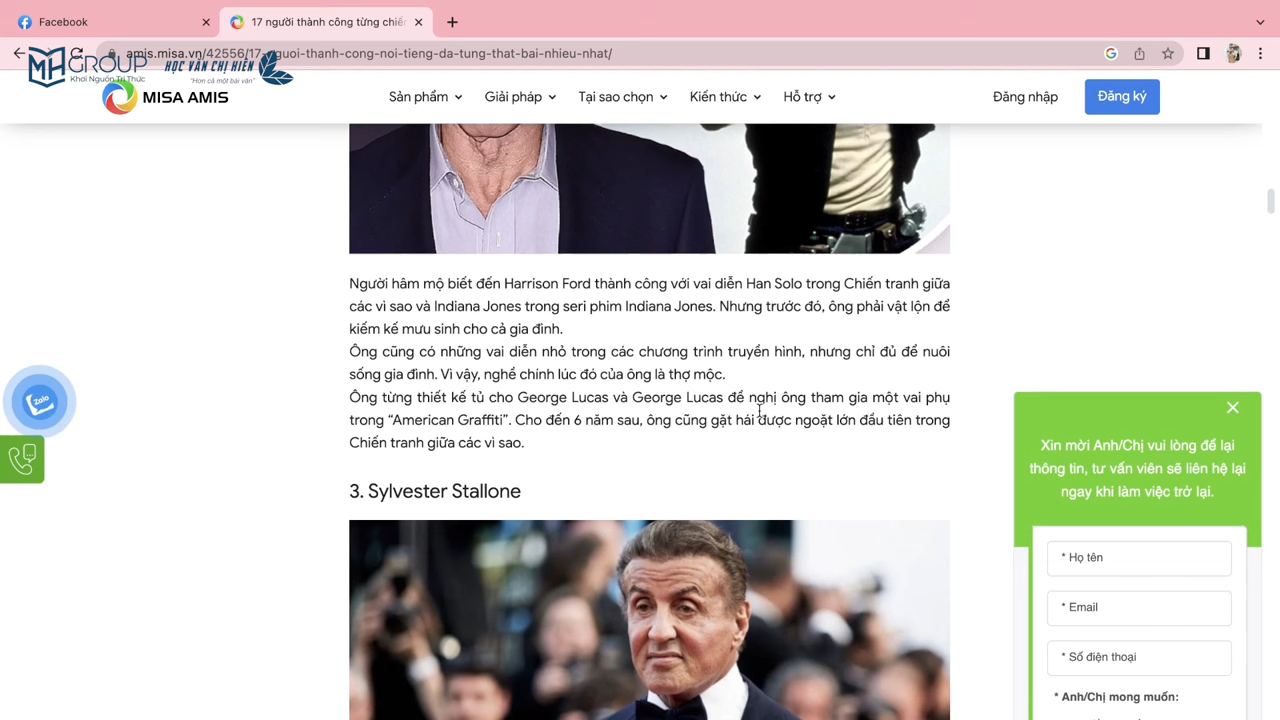 Facebook
17 người thành công từng chiến
amis.misa.vn/42556/17-nguoi-thanh-cong-noi-tieng-da-tung-that-bai-nhieu-nhat/
MH GROUP
Khơi Nguồn Tri Thức
HỌC VĂN CHỊ HIÊN
"Hơn cả một bài văn"
MISA AMIS
Sản phẩm
Giải pháp
Tại sao chọn
Kiến thức
Hỗ trợ
Đăng nhập
Đăng ký
Người hâm mộ biết đến Harrison Ford thành công với vai diễn Han Solo trong Chiến tranh giữa
các vì sao và Indiana Jones trong seri phim Indiana Jones. Nhưng trước đó, ông phải vật lộn để
kiếm kế mưu sinh cho cả gia đình.
Ông cũng có những vai diễn nhỏ trong các chương trình truyền hình, nhưng chỉ đủ để nuôi
sống gia đình. Vì vậy, nghề chính lúc đó của ông là thợ mộc.
Ông từng thiết kế tủ cho George Lucas và George Lucas đề nghị ông tham gia một vai phụ
trong “American Graffiti”. Cho đến 6 năm sau, ông cũng gặt hái được ngoặt lớn đầu tiên trong
Chiến tranh giữa các vì sao.
3. Sylvester Stallone
Zalo
Xin mời Anh/Chị vui lòng để lại
thông tin, tư vấn viên sẽ liên hệ lại
ngay khi làm việc trở lại.
* Họ tên
* Email
* Số điện thoại
* Anh/Chị mong muốn: